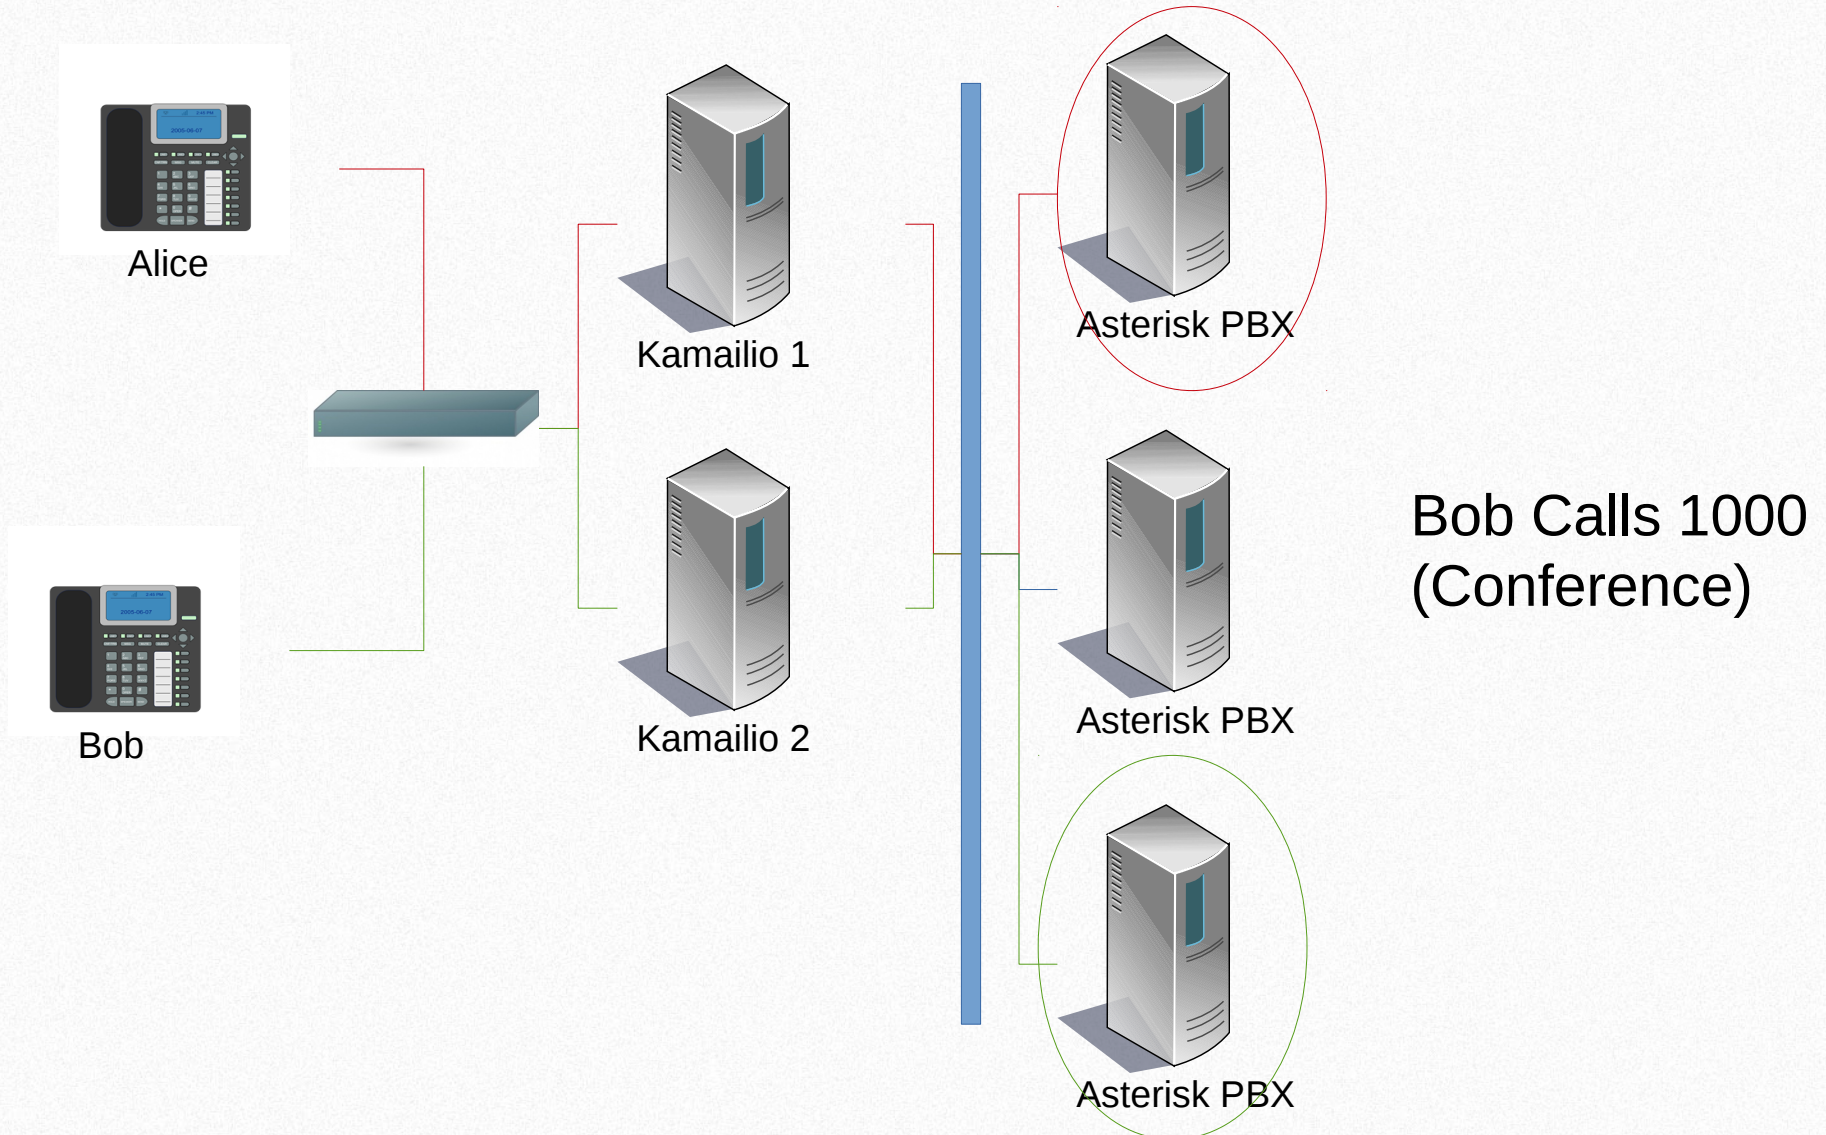 Alice
Bob
Kamailio 1
Kamailio 2
Asterisk PBX
Asterisk PBX
Asterisk PBX
Bob Calls 1000
(Conference)